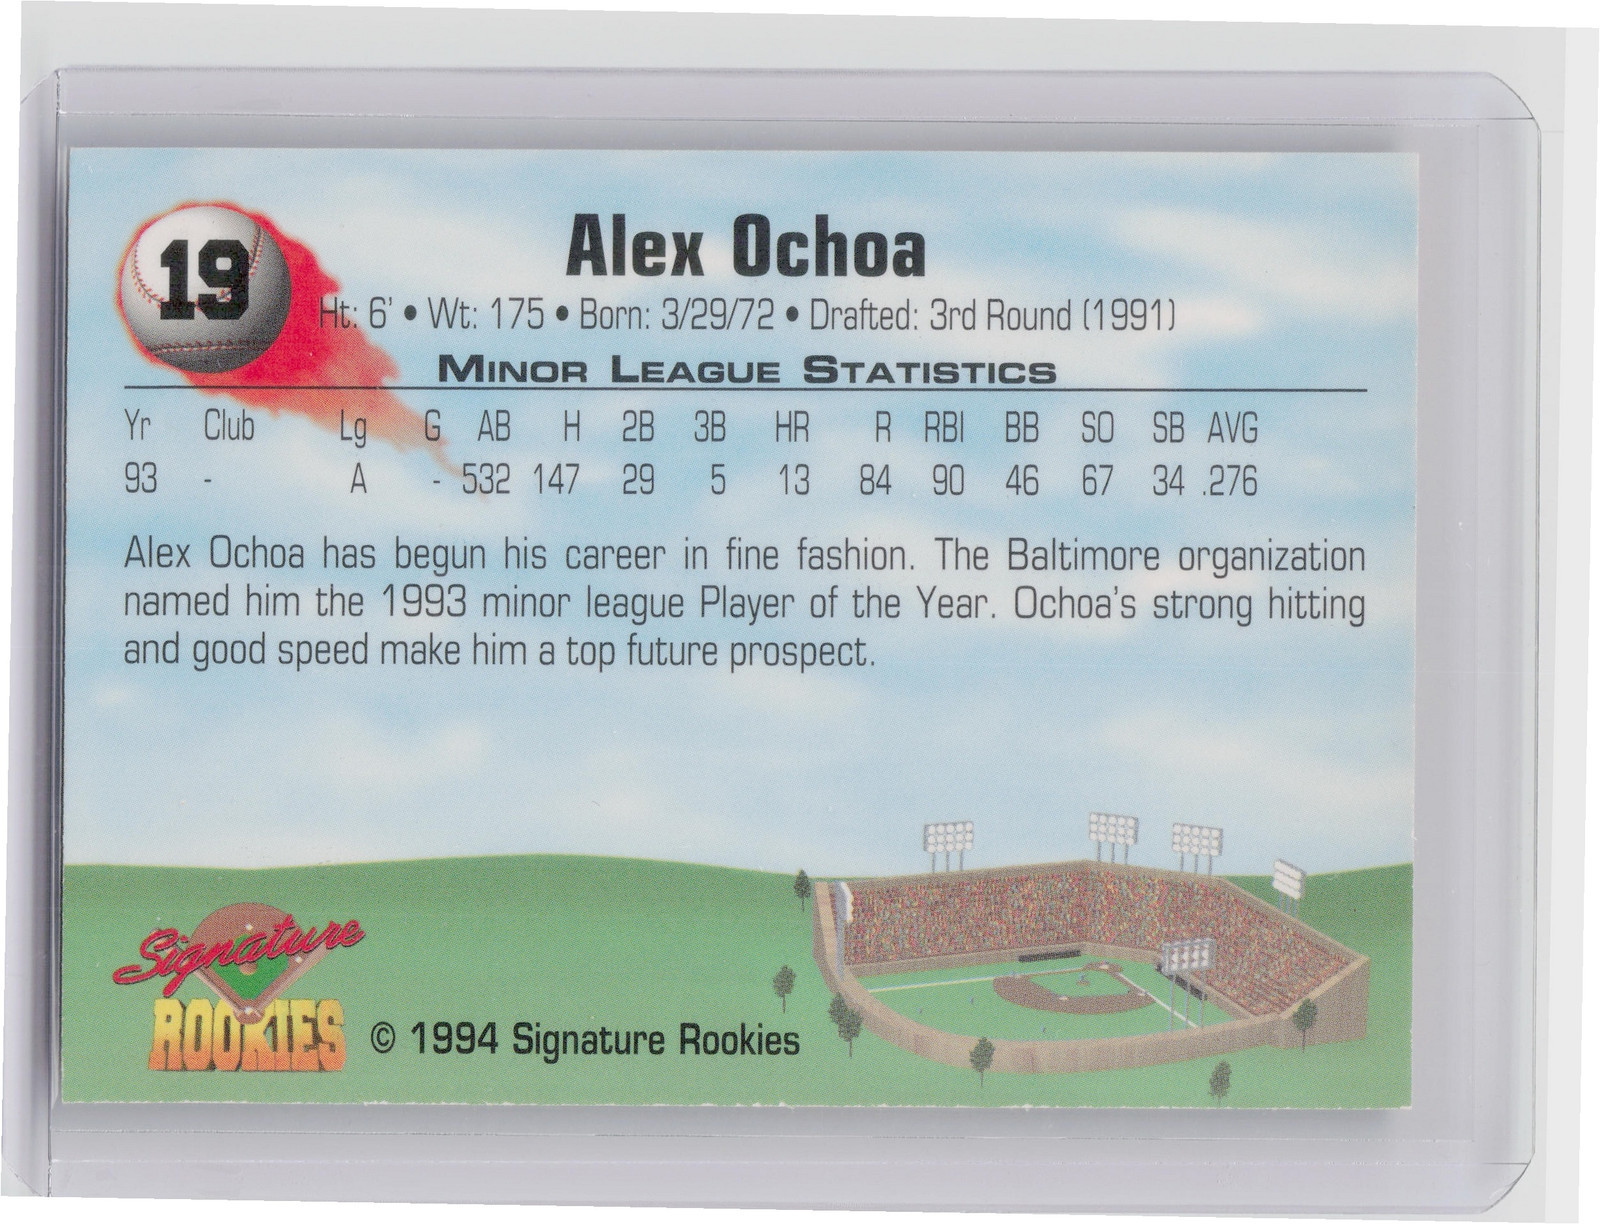 19
Alex Ochoa
Ht: 6' • Wt: 175 • Born: 3/29/72 • Drafted: 3rd Round (1991)
MINOR LEAGUE STATISTICS
Yr Club Lg G AB H 2B 3B HR R RBI BB SO SB AVG
93 - A - 532 147 29 5 13 84 90 46 67 34 .276
Alex Ochoa has begun his career in fine fashion. The Baltimore organization
named him the 1993 minor league Player of the Year. Ochoa's strong hitting
and good speed make him a top future prospect.
Signature
ROOKIES
© 1994 Signature Rookies